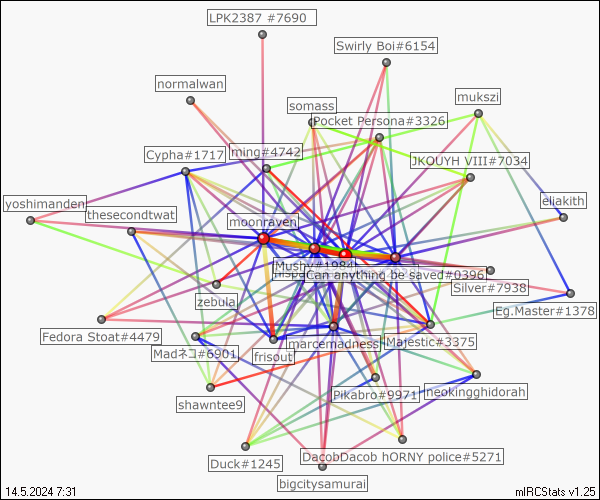 LPK2387 #7690
Swirly Boi#6154
normalwan
mukszi
somass
Pocket Persona#3326
Cypha#1717
ming#4742
JKOUYH VIII#7034
eliakith
yoshimanden
thesecondtwat
moonraven
Mushy#1984
Can anything be saved#0396
Silver#7938
zebula
Eg.Master#1378
Fedora Stoat#4479
Madネコ#6901
frisout
marcemadness
Majestic#3375
shawntee9
Pikabro#9971
neokingghidorah
Duck#1245
DacobDacob hORNY police#5271
bigcitysamurai
14.5.2024 7:31
mIRCStats v1.25